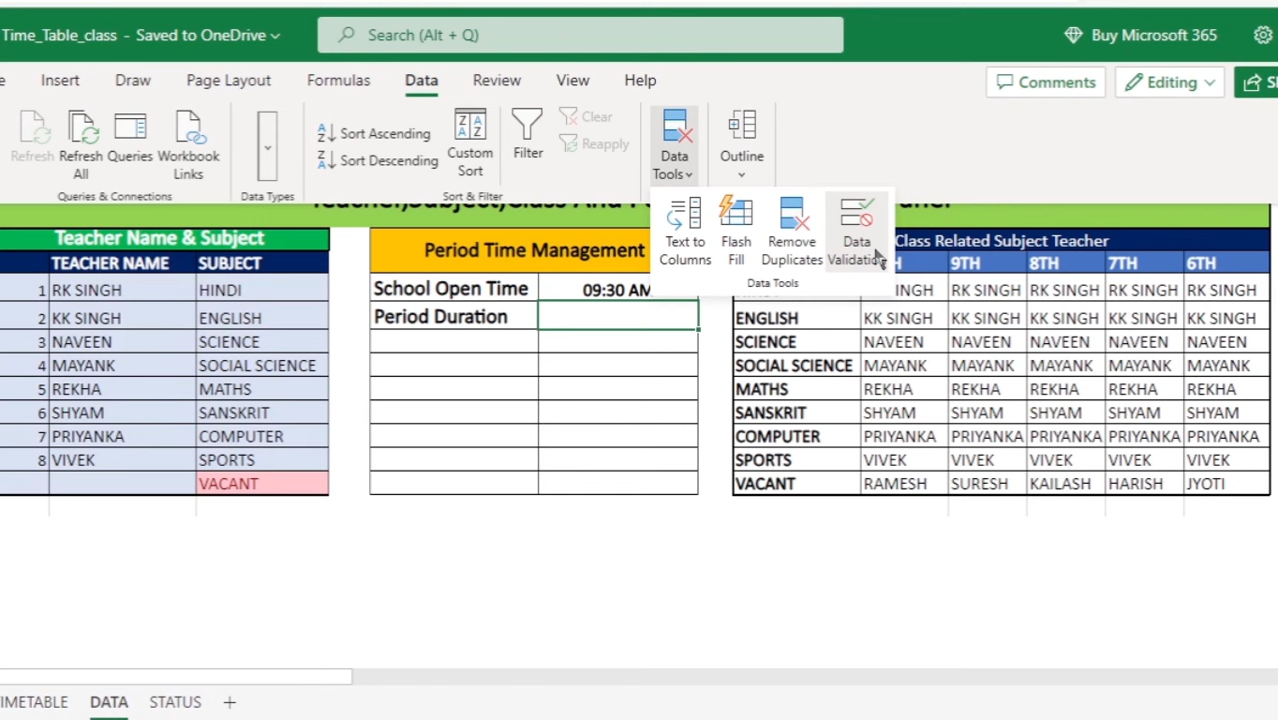 Time_Table_class - Saved to OneDrive
Search (Alt + Q)
Buy Microsoft 365
Insert Draw Page Layout Formulas Data Review View Help
Comments Editing
Refresh Refresh All Queries Workbook Links
Queries & Connections
Data Types
Sort Ascending
Sort Descending
Custom Sort
Filter
Clear
Reapply
Sort & Filter
Data Tools
Outline
Text to Columns
Flash Fill
Remove Duplicates
Data Validation
Data Tools
Teacher Name & Subject
TEACHER NAME SUBJECT
1 RK SINGH HINDI
2 KK SINGH ENGLISH
3 NAVEEN SCIENCE
4 MAYANK SOCIAL SCIENCE
5 REKHA MATHS
6 SHYAM SANSKRIT
7 PRIYANKA COMPUTER
8 VIVEK SPORTS
VACANT
Period Time Management
School Open Time 09:30 AM
Period Duration
Class Related Subject Teacher
9TH 8TH 7TH 6TH
RK SINGH RK SINGH RK SINGH RK SINGH
ENGLISH KK SINGH KK SINGH KK SINGH KK SINGH KK SINGH
SCIENCE NAVEEN NAVEEN NAVEEN NAVEEN NAVEEN
SOCIAL SCIENCE MAYANK MAYANK MAYANK MAYANK MAYANK
MATHS REKHA REKHA REKHA REKHA REKHA
SANSKRIT SHYAM SHYAM SHYAM SHYAM SHYAM
COMPUTER PRIYANKA PRIYANKA PRIYANKA PRIYANKA PRIYANKA
SPORTS VIVEK VIVEK VIVEK VIVEK VIVEK
VACANT RAMESH SURESH KAILASH HARISH JYOTI
IMETABLE DATA STATUS +